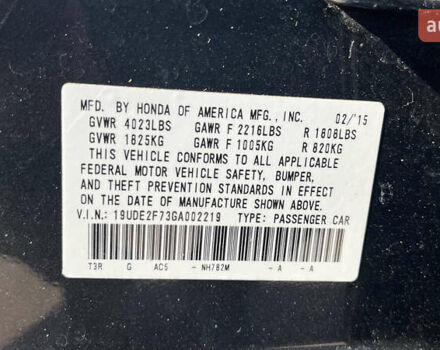 au
MFD. BY HONDA OF AMERICA MFG., INC. 02/'15
GVWR 4023LBS GAWR F 2216LBS R 1808LBS
GVWR 1825KG GAWR F 1005KG R 820KG
THIS VEHICLE CONFORMS TO ALL APPLICABLE
FEDERAL MOTOR VEHICLE SAFETY, BUMPER,
AND THEFT PREVENTION STANDARDS IN EFFECT
ON THE DATE OF MANUFACTURE SHOWN ABOVE.
V.I.N.: 19UDE2F73GA002219 TYPE: PASSENGER CAR
T3R G AC5 - NH782M - A - A